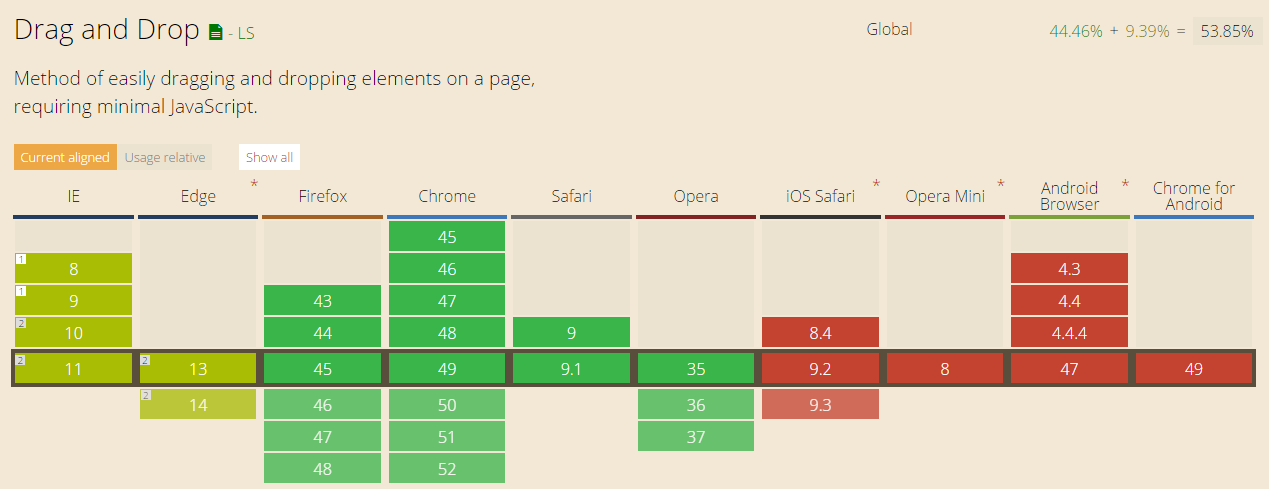 Drag and Drop - LS
Global
44.46% + 9.39% = 53.85%
Method of easily dragging and dropping elements on a page,
requiring minimal JavaScript.
Current aligned Usage relative Show all
IE Edge * Firefox Chrome Safari Opera iOS Safari * Opera Mini * Android Browser * Chrome for Android
45
1 8 46 4.3
1 9 43 47 4.4
2 10 44 48 9 8.4 4.4.4
2 11 2 13 45 49 9.1 35 9.2 8 47 49
2 14 46 50 36 9.3
47 51 37
48 52